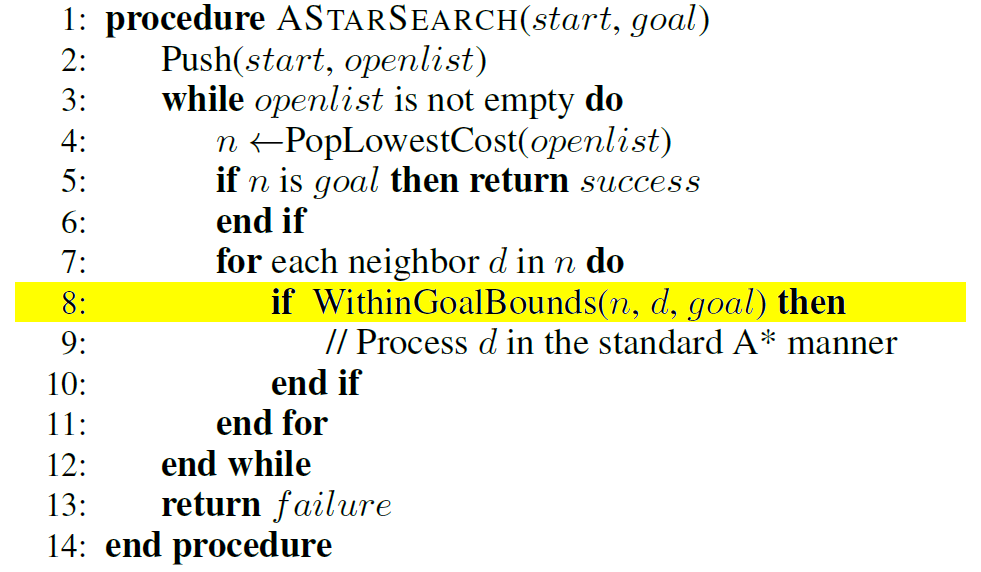 1: procedure ASTARSEARCH(start, goal)
2: Push(start, openlist)
3: while openlist is not empty do
4: n ←PopLowestCost(openlist)
5: if n is goal then return success
6: end if
7: for each neighbor d in n do
8: if WithinGoalBounds(n, d, goal) then
9: // Process d in the standard A* manner
10: end if
11: end for
12: end while
13: return failure
14: end procedure